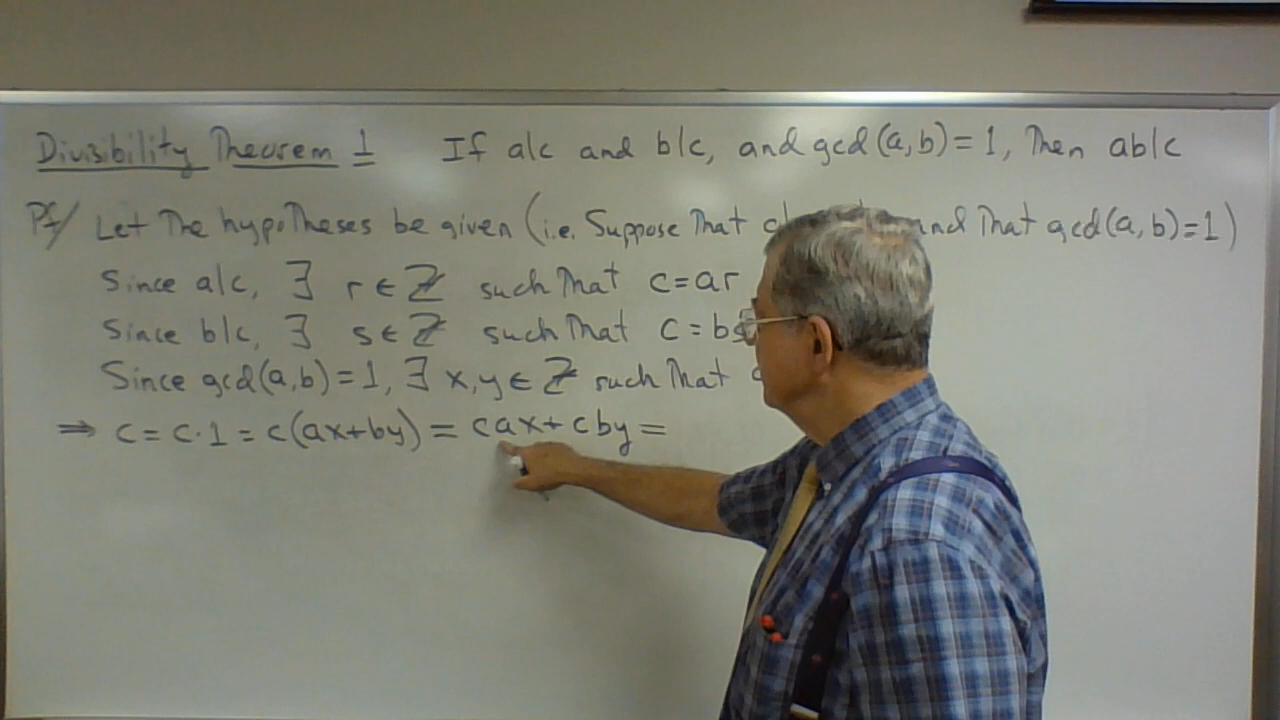 Divisibility Theorem 1 If a|c and b|c, and gcd(a,b)=1, Then ab|c
Pf/ Let The hypotheses be given (i.e. Suppose That and That gcd(a,b)=1)
Since a|c, ∃ r∈ℤ such That c=ar
Since b|c, ∃ s∈ℤ such That c=bs
Since gcd(a,b)=1, ∃ x,y∈ℤ such That
⇒ c=c·1=c(ax+by)=cax+cby=